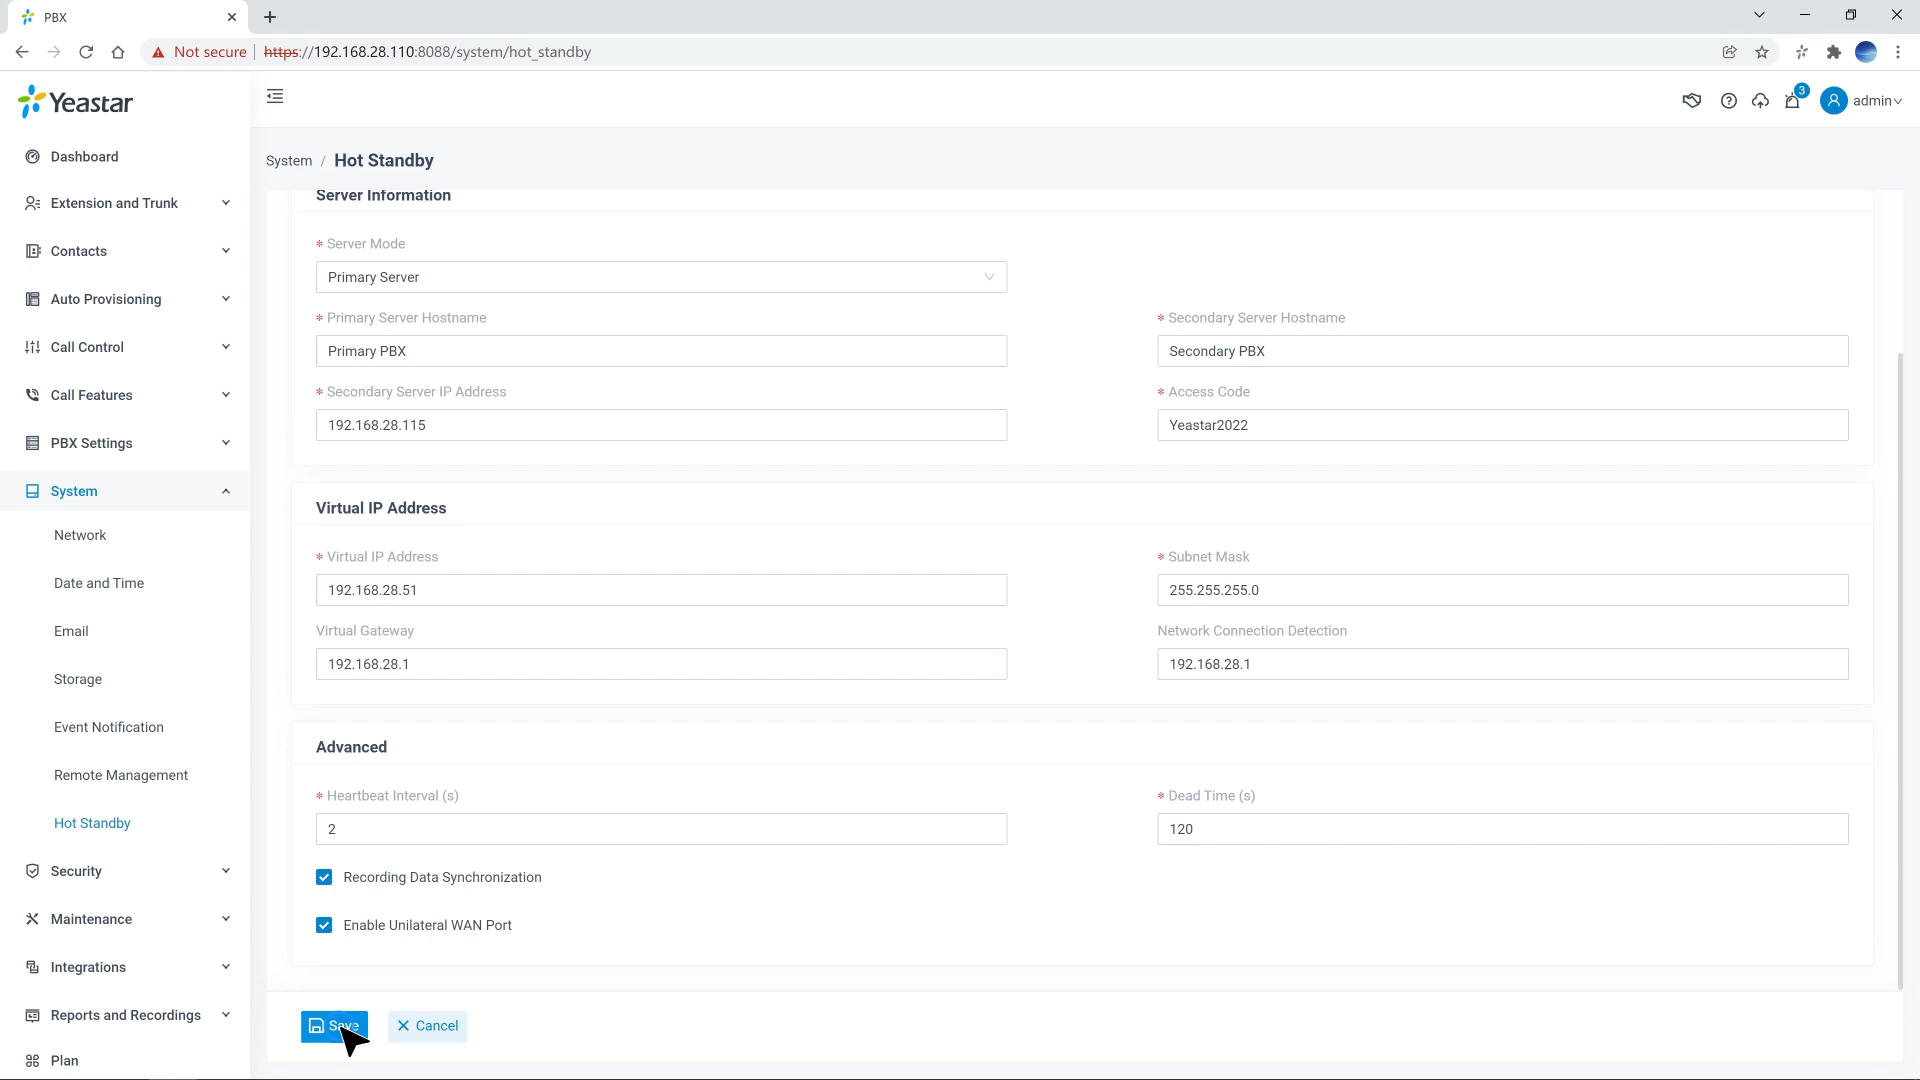 PBX
Not secure
https://192.168.28.110:8088/system/hot_standby
Yeastar
3
admin
Dashboard
Extension and Trunk
Contacts
Auto Provisioning
Call Control
Call Features
PBX Settings
System
Network
Date and Time
Email
Storage
Event Notification
Remote Management
Hot Standby
Security
Maintenance
Integrations
Reports and Recordings
Plan
System / Hot Standby
Server Information
* Server Mode
Primary Server
* Primary Server Hostname
Primary PBX
* Secondary Server Hostname
Secondary PBX
* Secondary Server IP Address
192.168.28.115
* Access Code
Yeastar2022
Virtual IP Address
* Virtual IP Address
192.168.28.51
* Subnet Mask
255.255.255.0
Virtual Gateway
192.168.28.1
Network Connection Detection
192.168.28.1
Advanced
* Heartbeat Interval (s)
2
* Dead Time (s)
120
Recording Data Synchronization
Enable Unilateral WAN Port
Save
Cancel